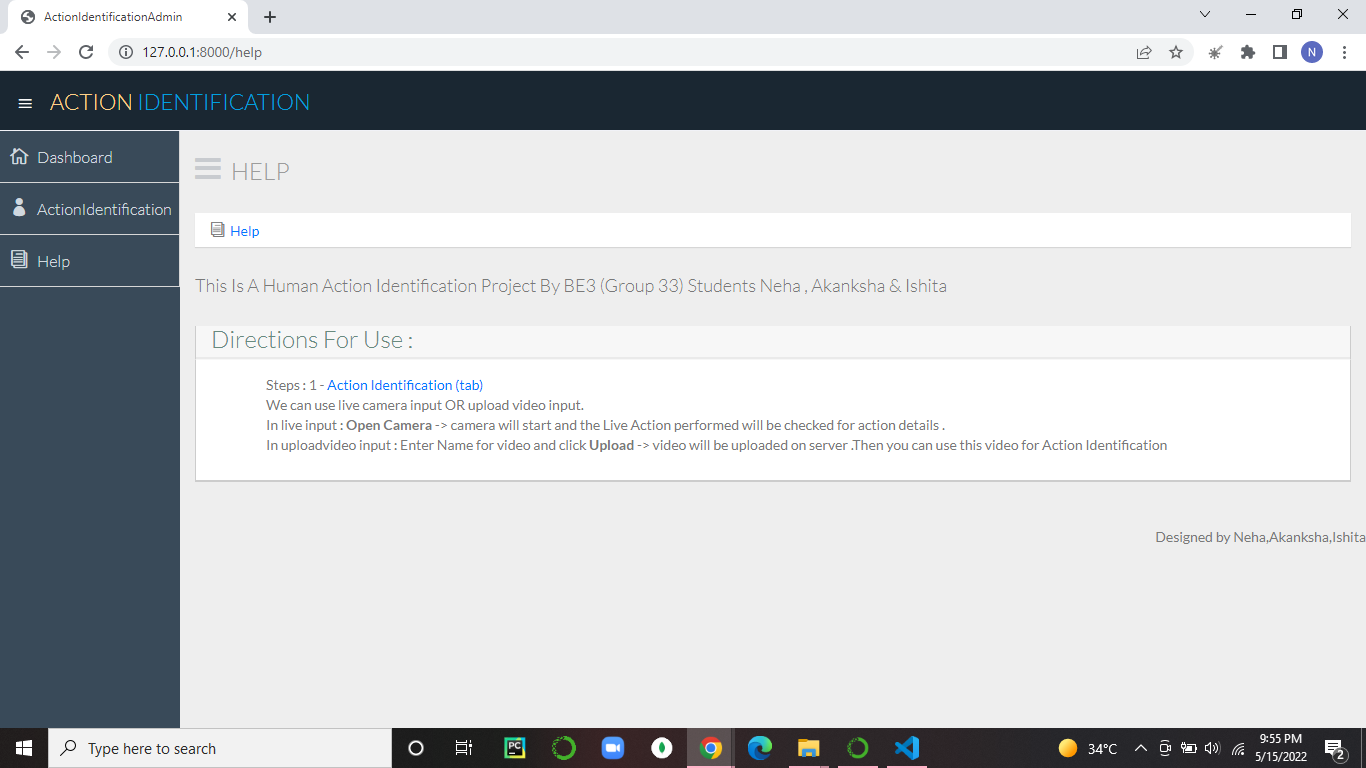 ActionIdentificationAdmin
127.0.0.1:8000/help
N
ACTION IDENTIFICATION
Dashboard
ActionIdentification
Help
HELP
Help
This Is A Human Action Identification Project By BE3 (Group 33) Students Neha , Akanksha & Ishita
Directions For Use :
Steps : 1 - Action Identification (tab)
We can use live camera input OR upload video input.
In live input : Open Camera -> camera will start and the Live Action performed will be checked for action details .
In uploadvideo input : Enter Name for video and click Upload -> video will be uploaded on server .Then you can use this video for Action Identification
Designed by Neha,Akanksha,Ishita
Type here to search
PC
34°C
9:55 PM
5/15/2022
2